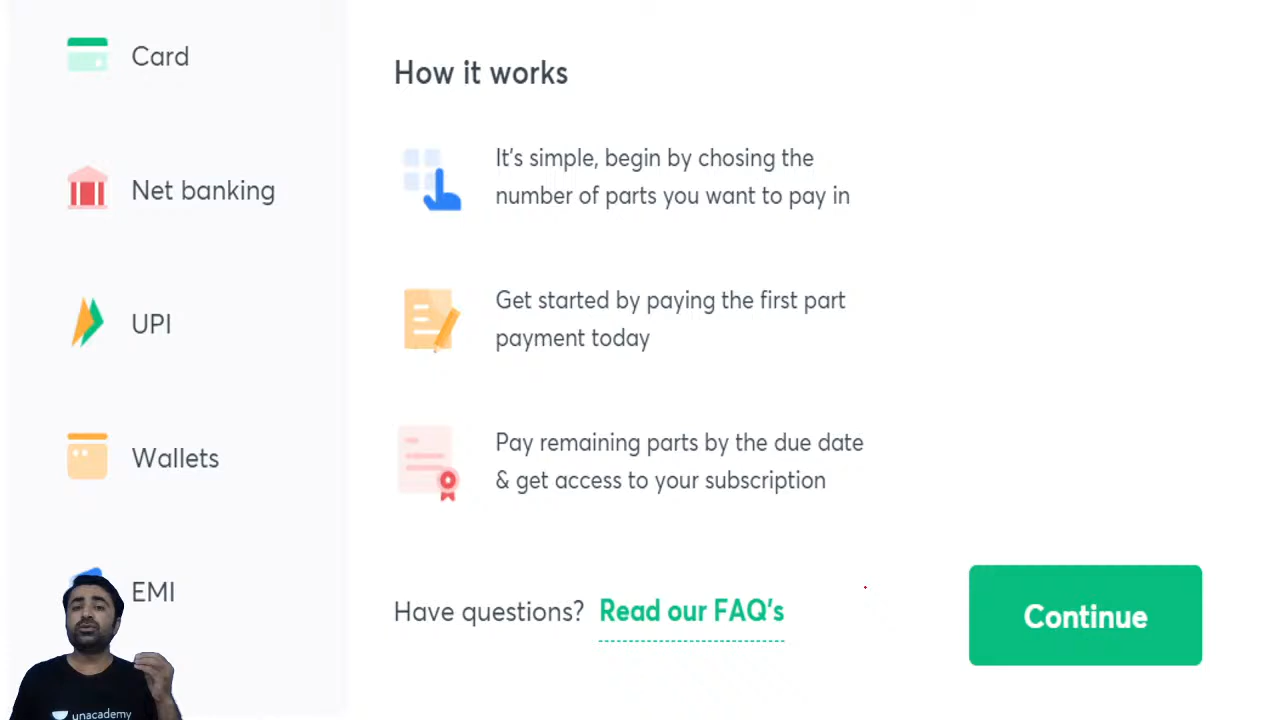 Card
Net banking
UPI
Wallets
EMI
How it works
It's simple, begin by chosing the
number of parts you want to pay in
Get started by paying the first part
payment today
Pay remaining parts by the due date
& get access to your subscription
Have questions? Read our FAQ's
Continue
unacademy